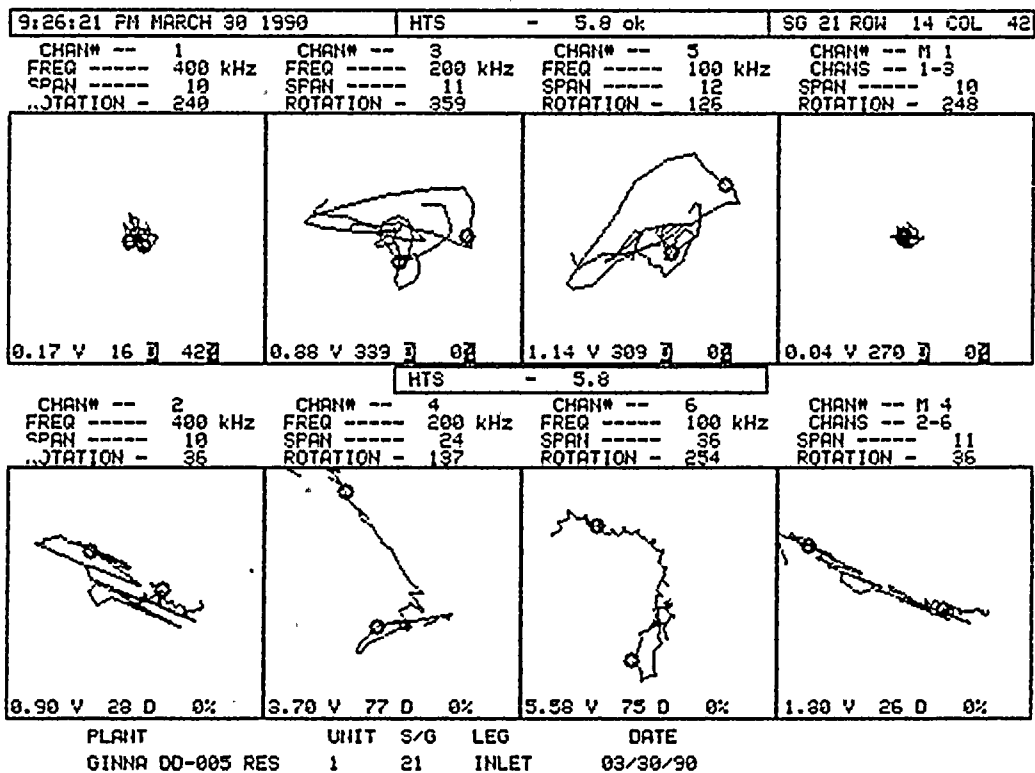 9:26:21 PM MARCH 30 1990 HTS - 5.8 ok SG 21 ROW 14 COL 42
CHAN# -- 1 CHAN# -- 3 CHAN# -- 5 CHAN# -- M 1
FREQ ----- 400 kHz FREQ ----- 200 kHz FREQ ----- 100 kHz CHANS -- 1-3
SPAN ----- 10 SPAN ----- 11 SPAN ----- 12 SPAN ----- 10
ROTATION - 240 ROTATION - 359 ROTATION - 126 ROTATION - 248
0.17 V 16 D 42% 0.88 V 339 D 0% 1.14 V 309 D 0% 0.04 V 270 D 0%
HTS - 5.8
CHAN# -- 2 CHAN# -- 4 CHAN# -- 6 CHAN# -- M 4
FREQ ----- 400 kHz FREQ ----- 200 kHz FREQ ----- 100 kHz CHANS -- 2-6
SPAN ----- 10 SPAN ----- 24 SPAN ----- 36 SPAN ----- 11
ROTATION - 36 ROTATION - 137 ROTATION - 254 ROTATION - 36
0.90 V 28 D 0% 3.70 V 77 D 0% 5.58 V 75 D 0% 1.80 V 26 D 0%
PLANT UNIT S/G LEG DATE
GINNA DD-005 RES 1 21 INLET 03/30/90